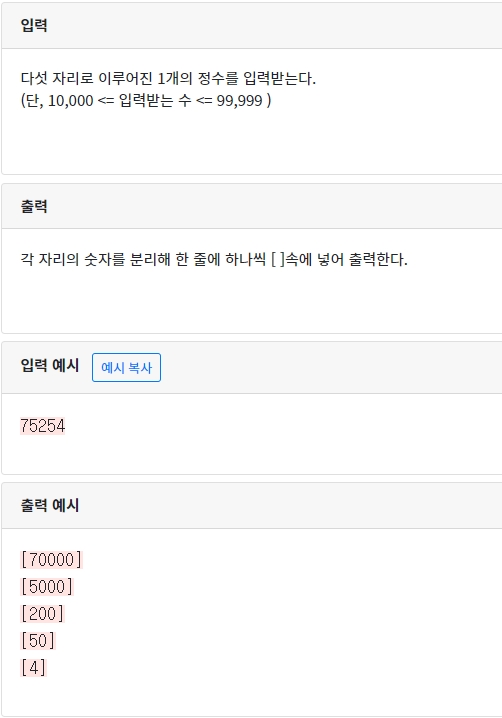 입력
다섯 자리로 이루어진 1개의 정수를 입력받는다.
(단, 10,000 <= 입력받는 수 <= 99,999 )
출력
각 자리의 숫자를 분리해 한 줄에 하나씩 [ ]속에 넣어 출력한다.
입력 예시 예시 복사
75254
출력 예시
[70000]
[5000]
[200]
[50]
[4]